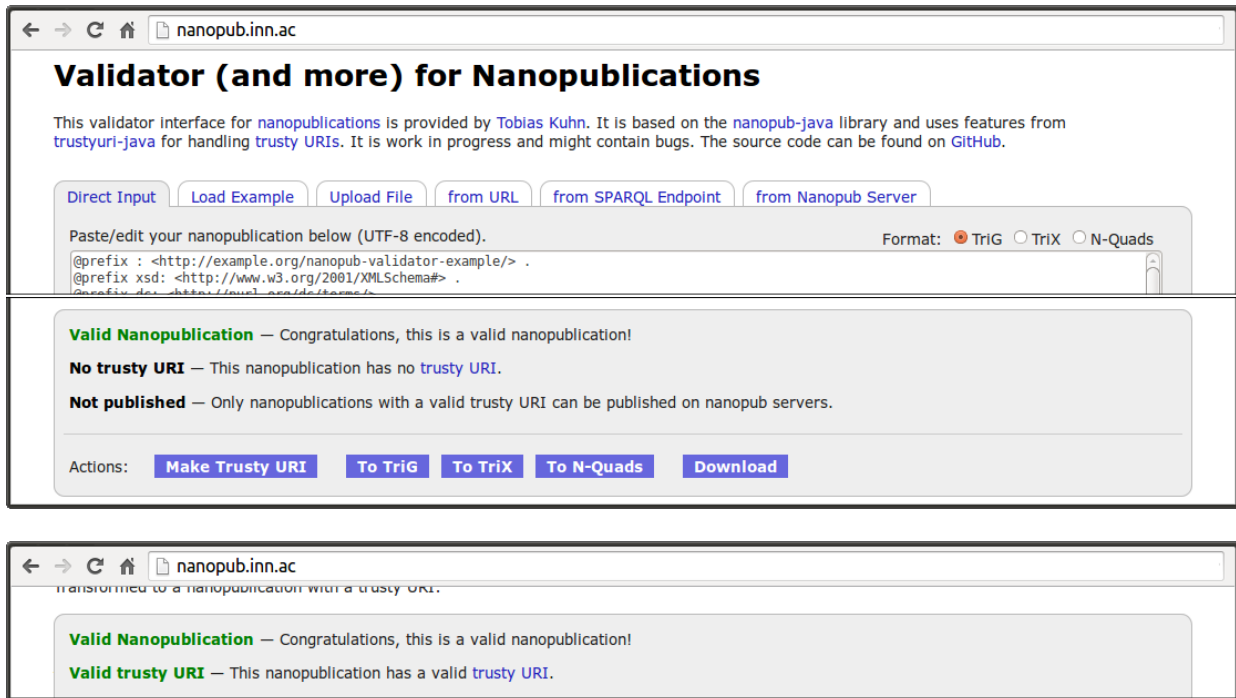 nanopub.inn.ac
Validator (and more) for Nanopublications
This validator interface for nanopublications is provided by Tobias Kuhn. It is based on the nanopub-java library and uses features from
trustyuri-java for handling trusty URIs. It is work in progress and might contain bugs. The source code can be found on GitHub.
Direct Input Load Example Upload File from URL from SPARQL Endpoint from Nanopub Server
Paste/edit your nanopublication below (UTF-8 encoded). Format: TriG TriX N-Quads
@prefix : <http://example.org/nanopub-validator-example/> .
@prefix xsd: <http://www.w3.org/2001/XMLSchema#> .
@prefix dc: <http://purl.org/dc/terms/>
Valid Nanopublication — Congratulations, this is a valid nanopublication!
No trusty URI — This nanopublication has no trusty URI.
Not published — Only nanopublications with a valid trusty URI can be published on nanopub servers.
Actions: Make Trusty URI To TriG To TriX To N-Quads Download
nanopub.inn.ac
Transformed to a nanopublication with a trusty URI.
Valid Nanopublication — Congratulations, this is a valid nanopublication!
Valid trusty URI — This nanopublication has a valid trusty URI.